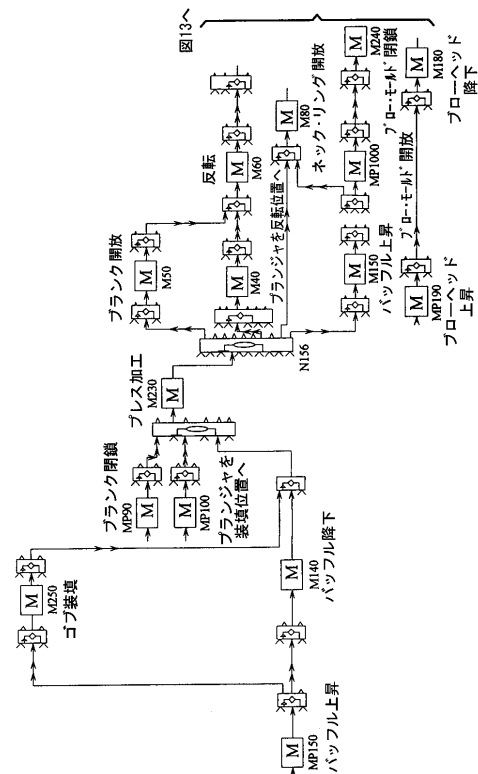 図13へ
ゴブ装填
M
M250
MP150
M
バッフル上昇
M
M140
バッフル降下
ブランク閉鎖
MP90
M
MP100
M
プランジャを
装填位置へ
プレス加工
M230
M
N156
ブランク開放
M
M50
M
M40
反転
M
M60
プランジャを反転位置へ
M
M80
ネック・リング開放
M
M150
バッフル上昇
MP1000
M
ブロー・モールド閉鎖
M240
M
MP190
M
ブローヘッド
上昇
ブロー・モールド開放
M
M180
ブローヘッド
降下